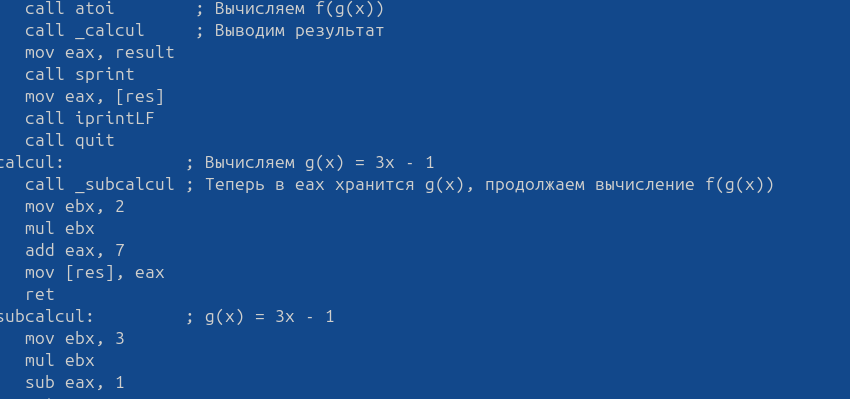 call atoi ; Вычисляем f(g(x))
call _calcul ; Выводим результат
mov eax, result
call sprint
mov eax, [res]
call iprintLF
call quit
calcul: ; Вычисляем g(x) = 3x - 1
call _subcalcul ; Теперь в eax хранится g(x), продолжаем вычисление f(g(x))
mov ebx, 2
mul ebx
add eax, 7
mov [res], eax
ret
subcalcul: ; g(x) = 3x - 1
mov ebx, 3
mul ebx
sub eax, 1